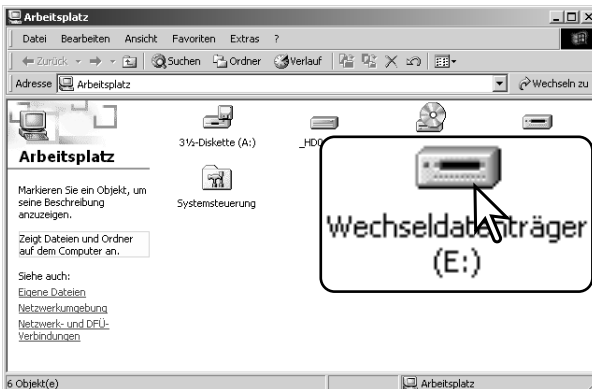 Arbeitsplatz
Datei Bearbeiten Ansicht Favoriten Extras ?
Zurück Suchen Ordner Verlauf
Adresse Arbeitsplatz Wechseln zu
Arbeitsplatz
Markieren Sie ein Objekt, um
seine Beschreibung
anzuzeigen.
Zeigt Dateien und Ordner
auf dem Computer an.
Siehe auch:
Eigene Dateien
Netzwerkumgebung
Netzwerk- und DFÜ-
Verbindungen
3½-Diskette (A:)
Systemsteuerung
Wechseldatenträger
(E:)
6 Objekt(e) Arbeitsplatz